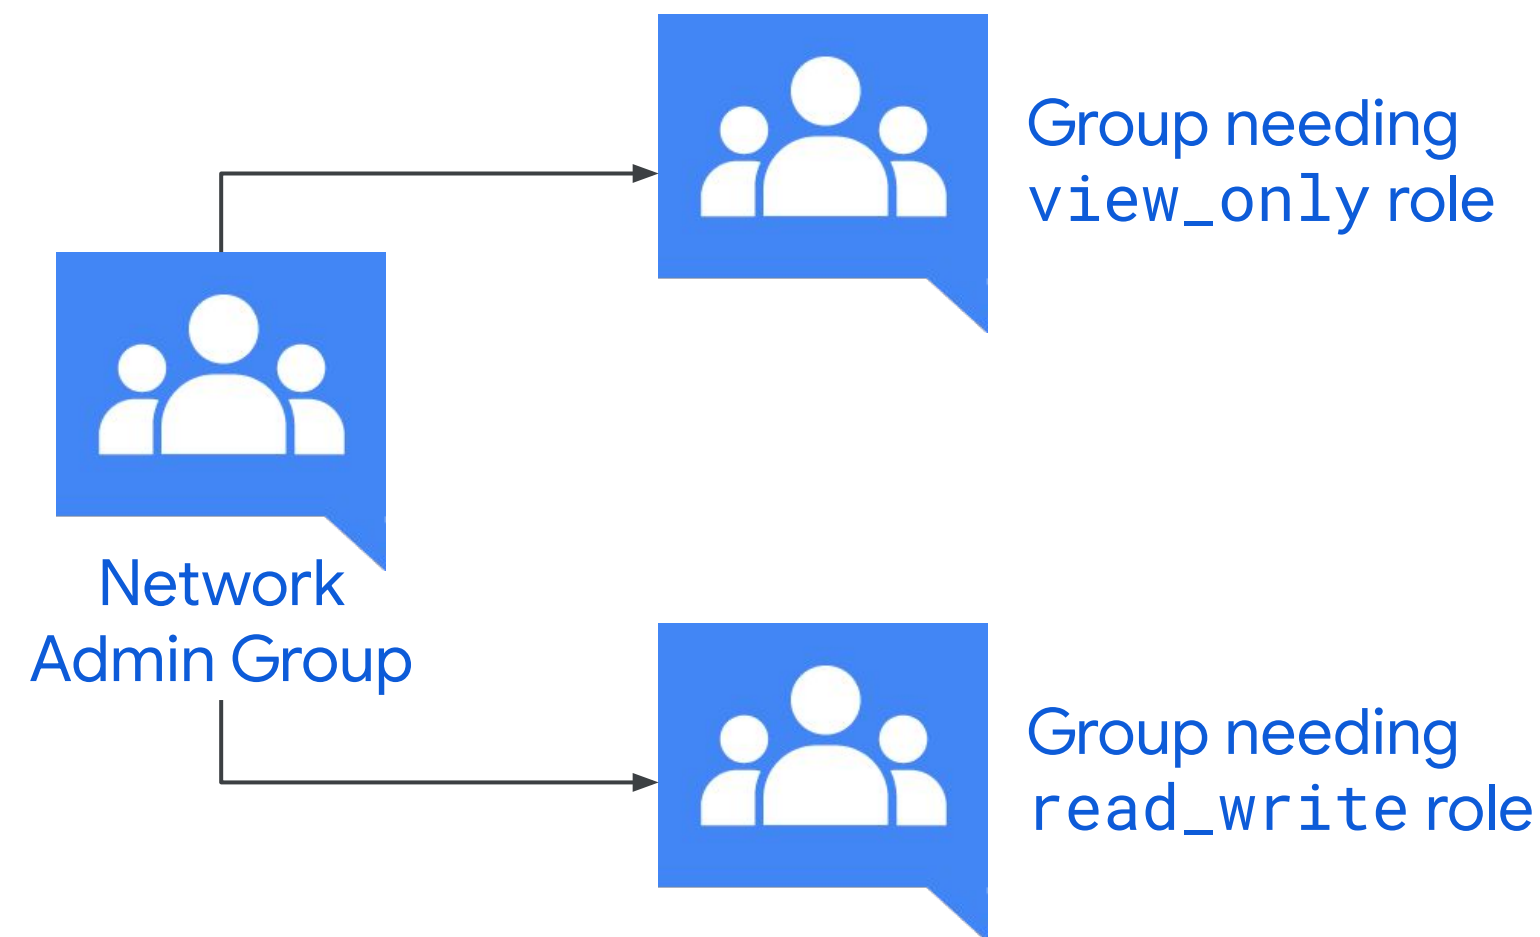 Group needing
view_only role
Network
Admin Group
Group needing
read_write role